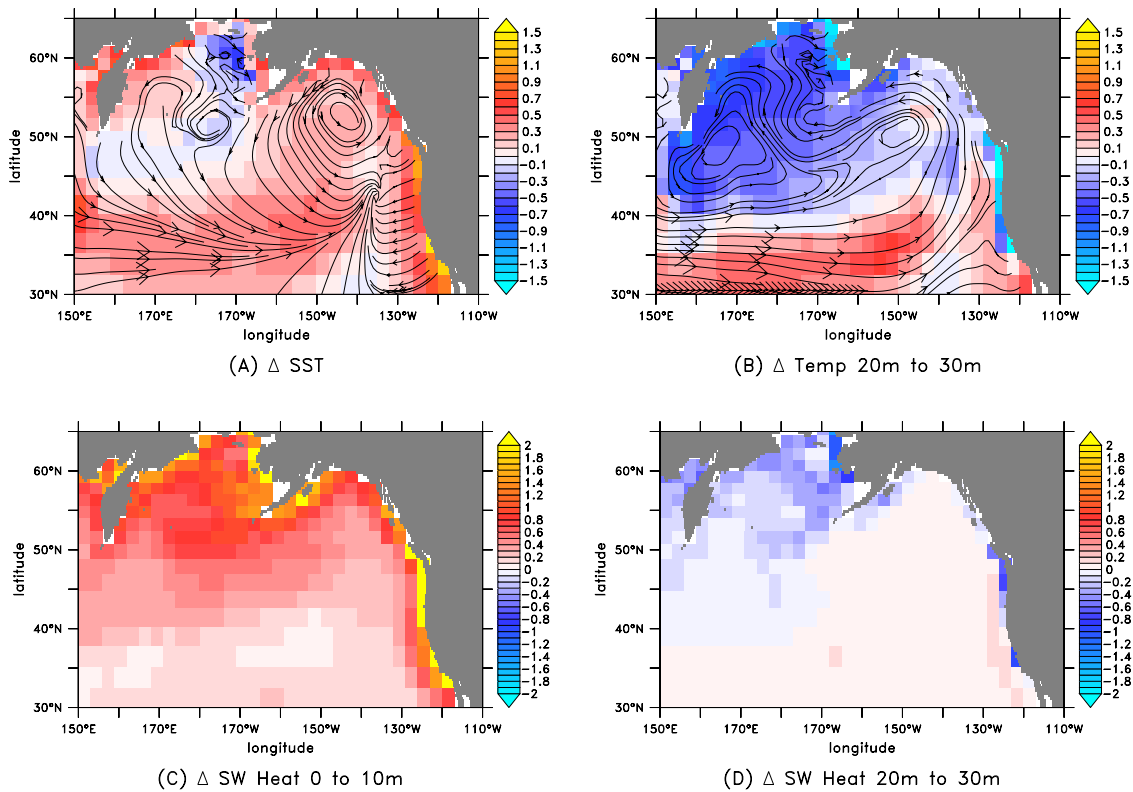 60°N
50°N
40°N
30°N
latitude
150°E 170°E 170°W 150°W 130°W 110°W
longitude
1.5
1.3
1.1
0.9
0.7
0.5
0.3
0.1
−0.1
−0.3
−0.5
−0.7
−0.9
−1.1
−1.3
−1.5
(A) Δ SST
60°N
50°N
40°N
30°N
latitude
150°E 170°E 170°W 150°W 130°W 110°W
longitude
1.5
1.3
1.1
0.9
0.7
0.5
0.3
0.1
−0.1
−0.3
−0.5
−0.7
−0.9
−1.1
−1.3
−1.5
(B) Δ Temp 20m to 30m
60°N
50°N
40°N
30°N
latitude
150°E 170°E 170°W 150°W 130°W 110°W
longitude
2
1.8
1.6
1.4
1.2
1
0.8
0.6
0.4
0.2
0
−0.2
−0.4
−0.6
−0.8
−1
−1.2
−1.4
−1.6
−1.8
−2
(C) Δ SW Heat 0 to 10m
60°N
50°N
40°N
30°N
latitude
150°E 170°E 170°W 150°W 130°W 110°W
longitude
2
1.8
1.6
1.4
1.2
1
0.8
0.6
0.4
0.2
0
−0.2
−0.4
−0.6
−0.8
−1
−1.2
−1.4
−1.6
−1.8
−2
(D) Δ SW Heat 20m to 30m